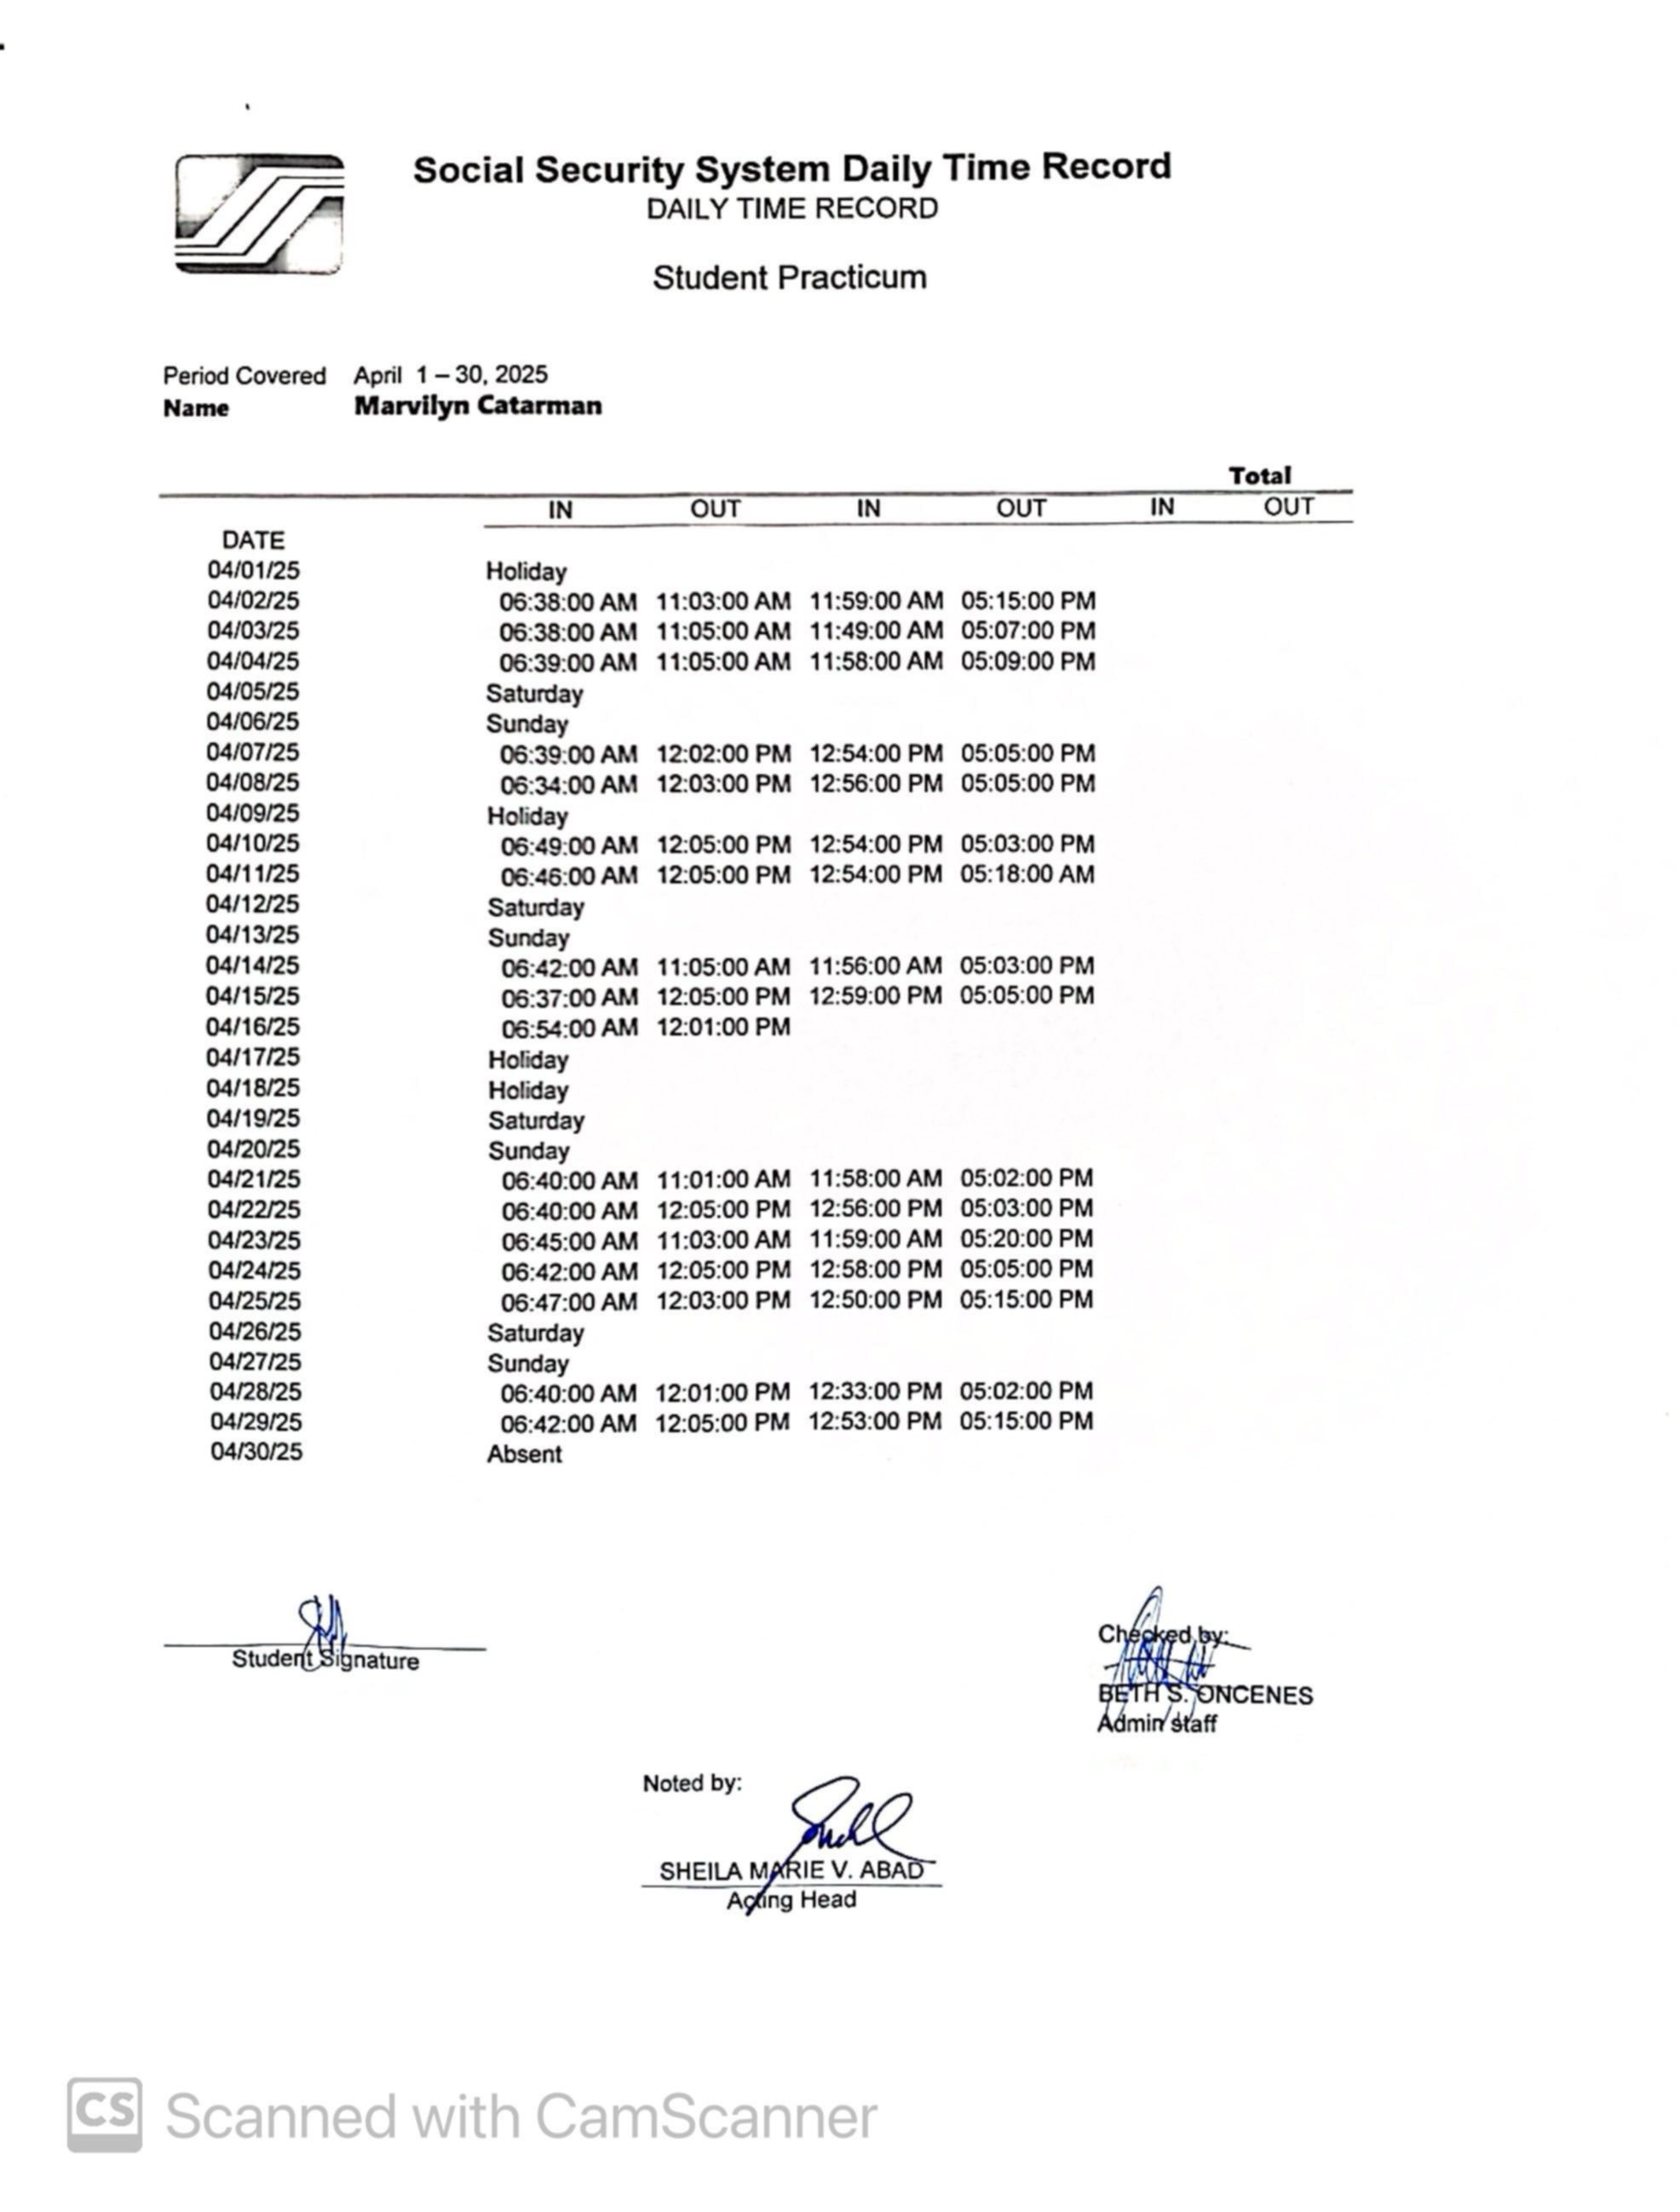 Social Security System Daily Time Record
DAILY TIME RECORD
Student Practicum
Period Covered April 1 – 30, 2025
Name Marvilyn Catarman
Total
IN OUT IN OUT IN OUT
DATE
04/01/25 Holiday
04/02/25 06:38:00 AM 11:03:00 AM 11:59:00 AM 05:15:00 PM
04/03/25 06:38:00 AM 11:05:00 AM 11:49:00 AM 05:07:00 PM
04/04/25 06:39:00 AM 11:05:00 AM 11:58:00 AM 05:09:00 PM
04/05/25 Saturday
04/06/25 Sunday
04/07/25 06:39:00 AM 12:02:00 PM 12:54:00 PM 05:05:00 PM
04/08/25 06:34:00 AM 12:03:00 PM 12:56:00 PM 05:05:00 PM
04/09/25 Holiday
04/10/25 06:49:00 AM 12:05:00 PM 12:54:00 PM 05:03:00 PM
04/11/25 06:46:00 AM 12:05:00 PM 12:54:00 PM 05:18:00 AM
04/12/25 Saturday
04/13/25 Sunday
04/14/25 06:42:00 AM 11:05:00 AM 11:56:00 AM 05:03:00 PM
04/15/25 06:37:00 AM 12:05:00 PM 12:59:00 PM 05:05:00 PM
04/16/25 06:54:00 AM 12:01:00 PM
04/17/25 Holiday
04/18/25 Holiday
04/19/25 Saturday
04/20/25 Sunday
04/21/25 06:40:00 AM 11:01:00 AM 11:58:00 AM 05:02:00 PM
04/22/25 06:40:00 AM 12:05:00 PM 12:56:00 PM 05:03:00 PM
04/23/25 06:45:00 AM 11:03:00 AM 11:59:00 AM 05:20:00 PM
04/24/25 06:42:00 AM 12:05:00 PM 12:58:00 PM 05:05:00 PM
04/25/25 06:47:00 AM 12:03:00 PM 12:50:00 PM 05:15:00 PM
04/26/25 Saturday
04/27/25 Sunday
04/28/25 06:40:00 AM 12:01:00 PM 12:33:00 PM 05:02:00 PM
04/29/25 06:42:00 AM 12:05:00 PM 12:53:00 PM 05:15:00 PM
04/30/25 Absent
Student Signature
Checked by:
BETH S. ONCENES
Admin staff
Noted by:
SHEILA MARIE V. ABAD
Acting Head
CS Scanned with CamScanner